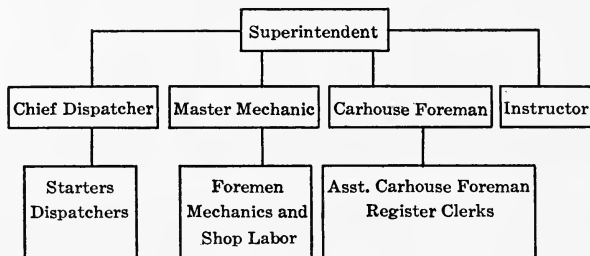 Superintendent
Chief Dispatcher
Master Mechanic
Carhouse Foreman
Instructor
Starters
Dispatchers
Foremen
Mechanics and
Shop Labor
Asst. Carhouse Foreman
Register Clerks